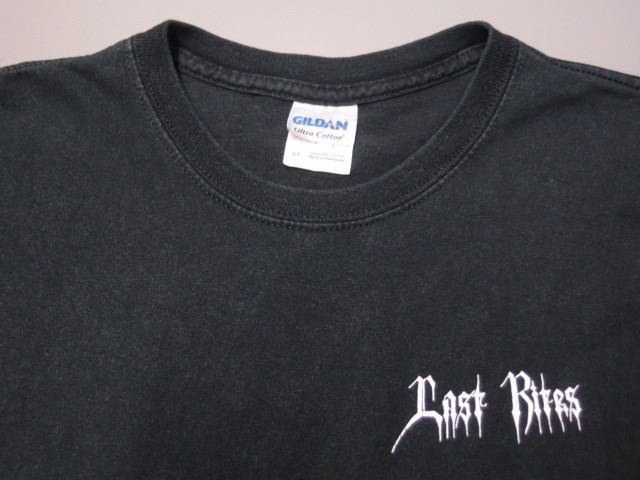 GILDAN
Ultra Cotton®
M
Last Rites